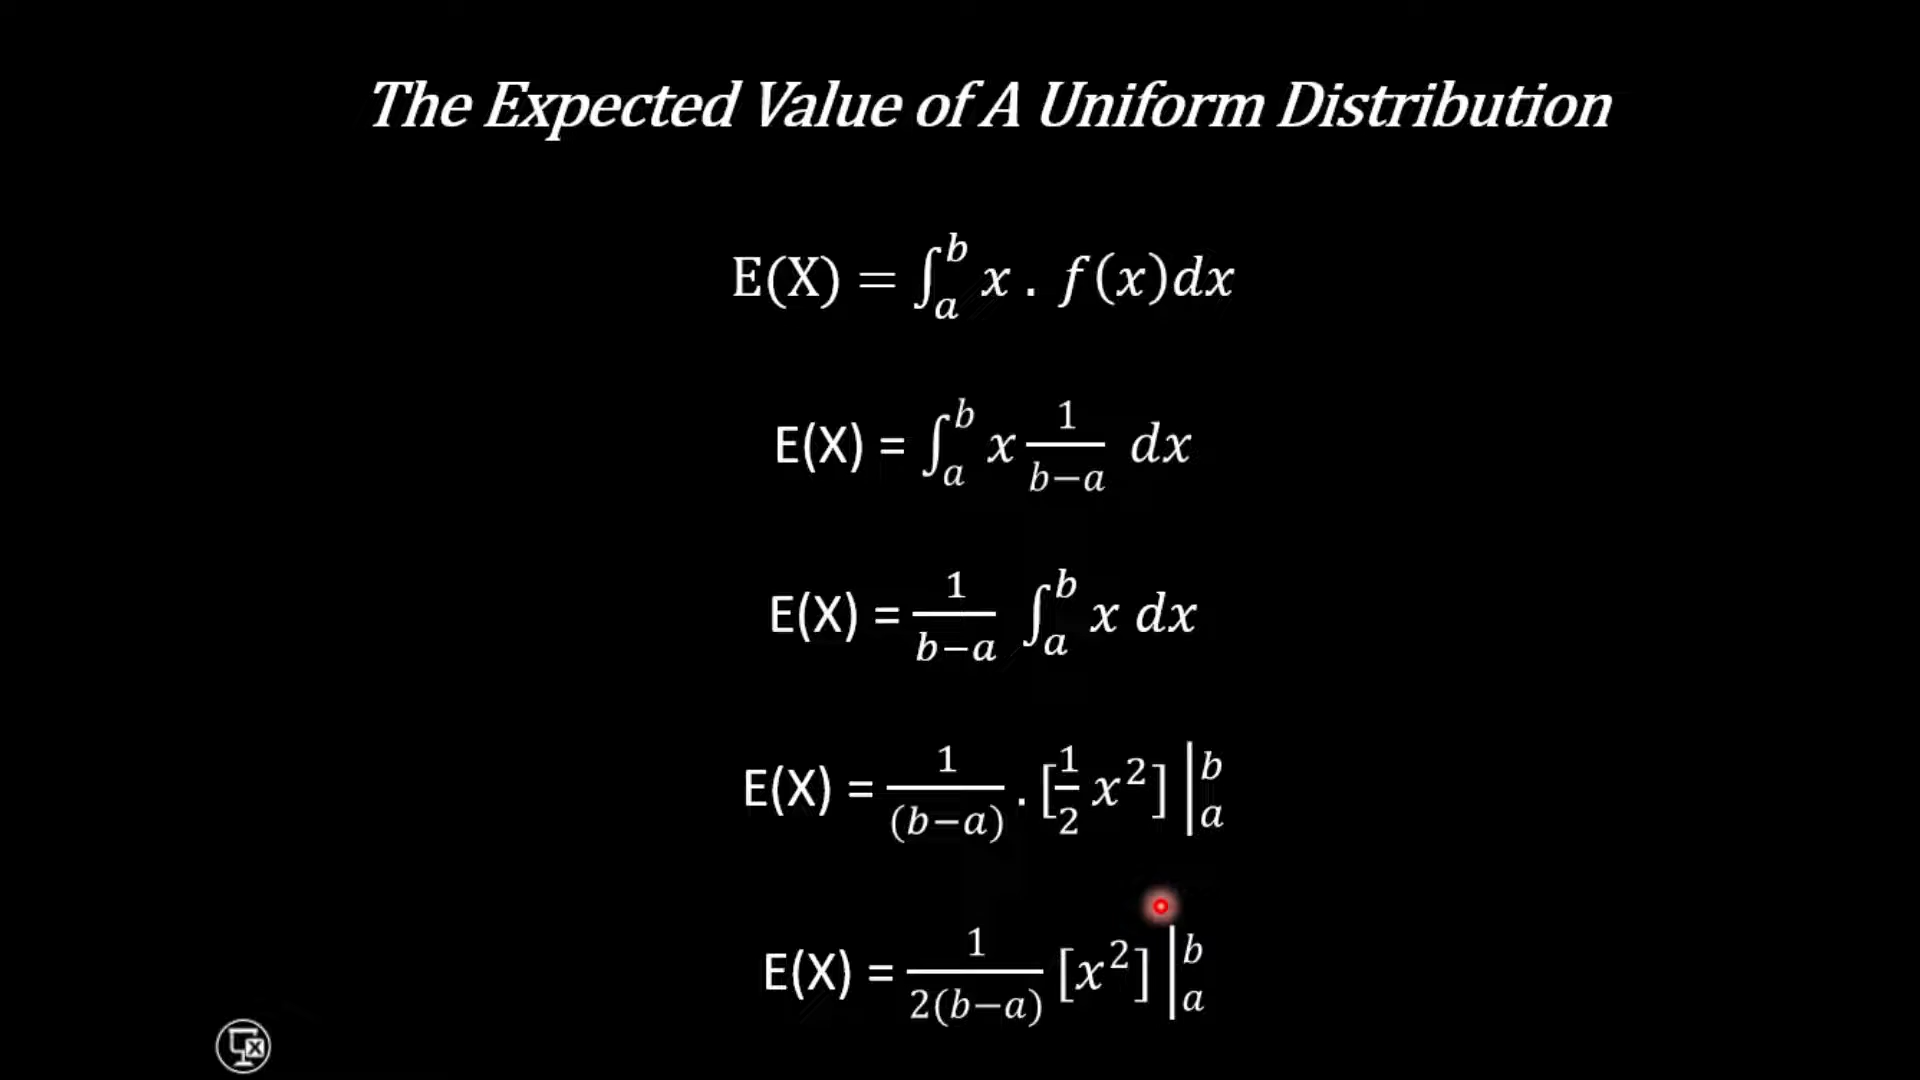 The Expected Value of A Uniform Distribution
E(X) = ∫ₐᵇ x . f(x)dx
E(X) = ∫ₐᵇ x 1/(b−a) dx
E(X) = 1/(b−a) ∫ₐᵇ x dx
E(X) = 1/(b−a) . [1/2 x²] |ₐᵇ
E(X) = 1/2(b−a) [x²] |ₐᵇ